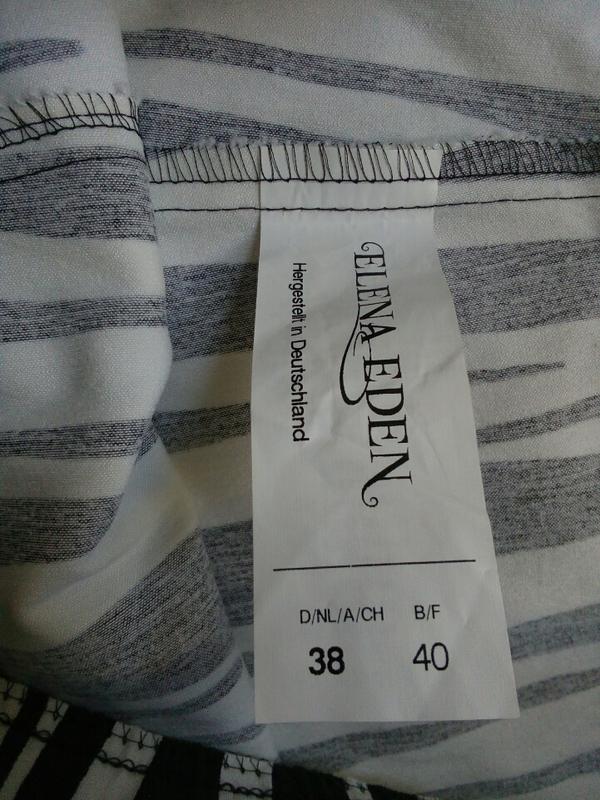 ELENA EDEN
Hergestellt in Deutschland
D/NL/A/CH B/F
38 40